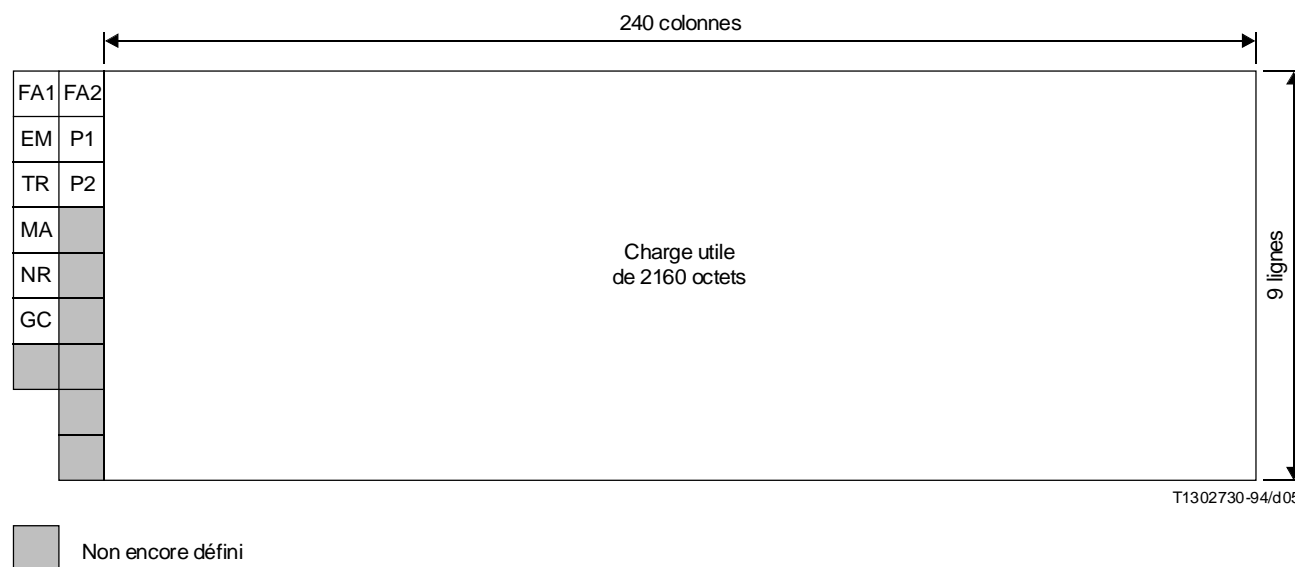 240 colonnes
FA1 FA2
EM P1
TR P2
MA
NR
GC
Charge utile
de 2160 octets
9 lignes
T1302730-94/d05
Non encore défini